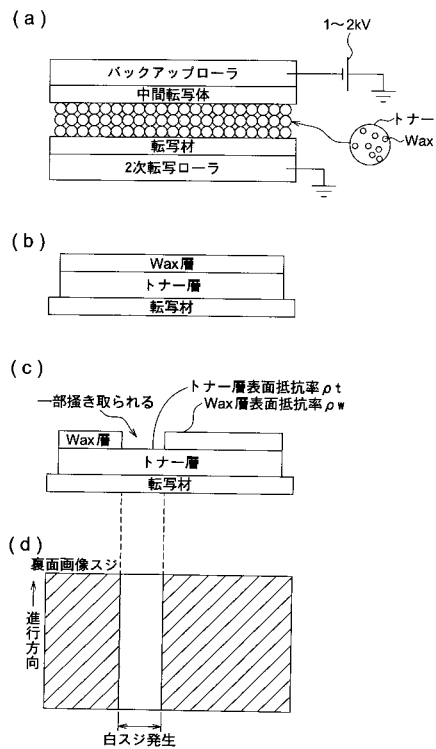 (a)
1～2kV
バックアップローラ
中間転写体
トナー
Wax
転写材
2次転写ローラ
(b)
Wax層
トナー層
転写材
(c)
トナー層表面抵抗率ρt
一部掻き取られる
Wax層表面抵抗率ρw
Wax層
トナー層
転写材
(d)
裏面画像スジ
進行方向
白スジ発生